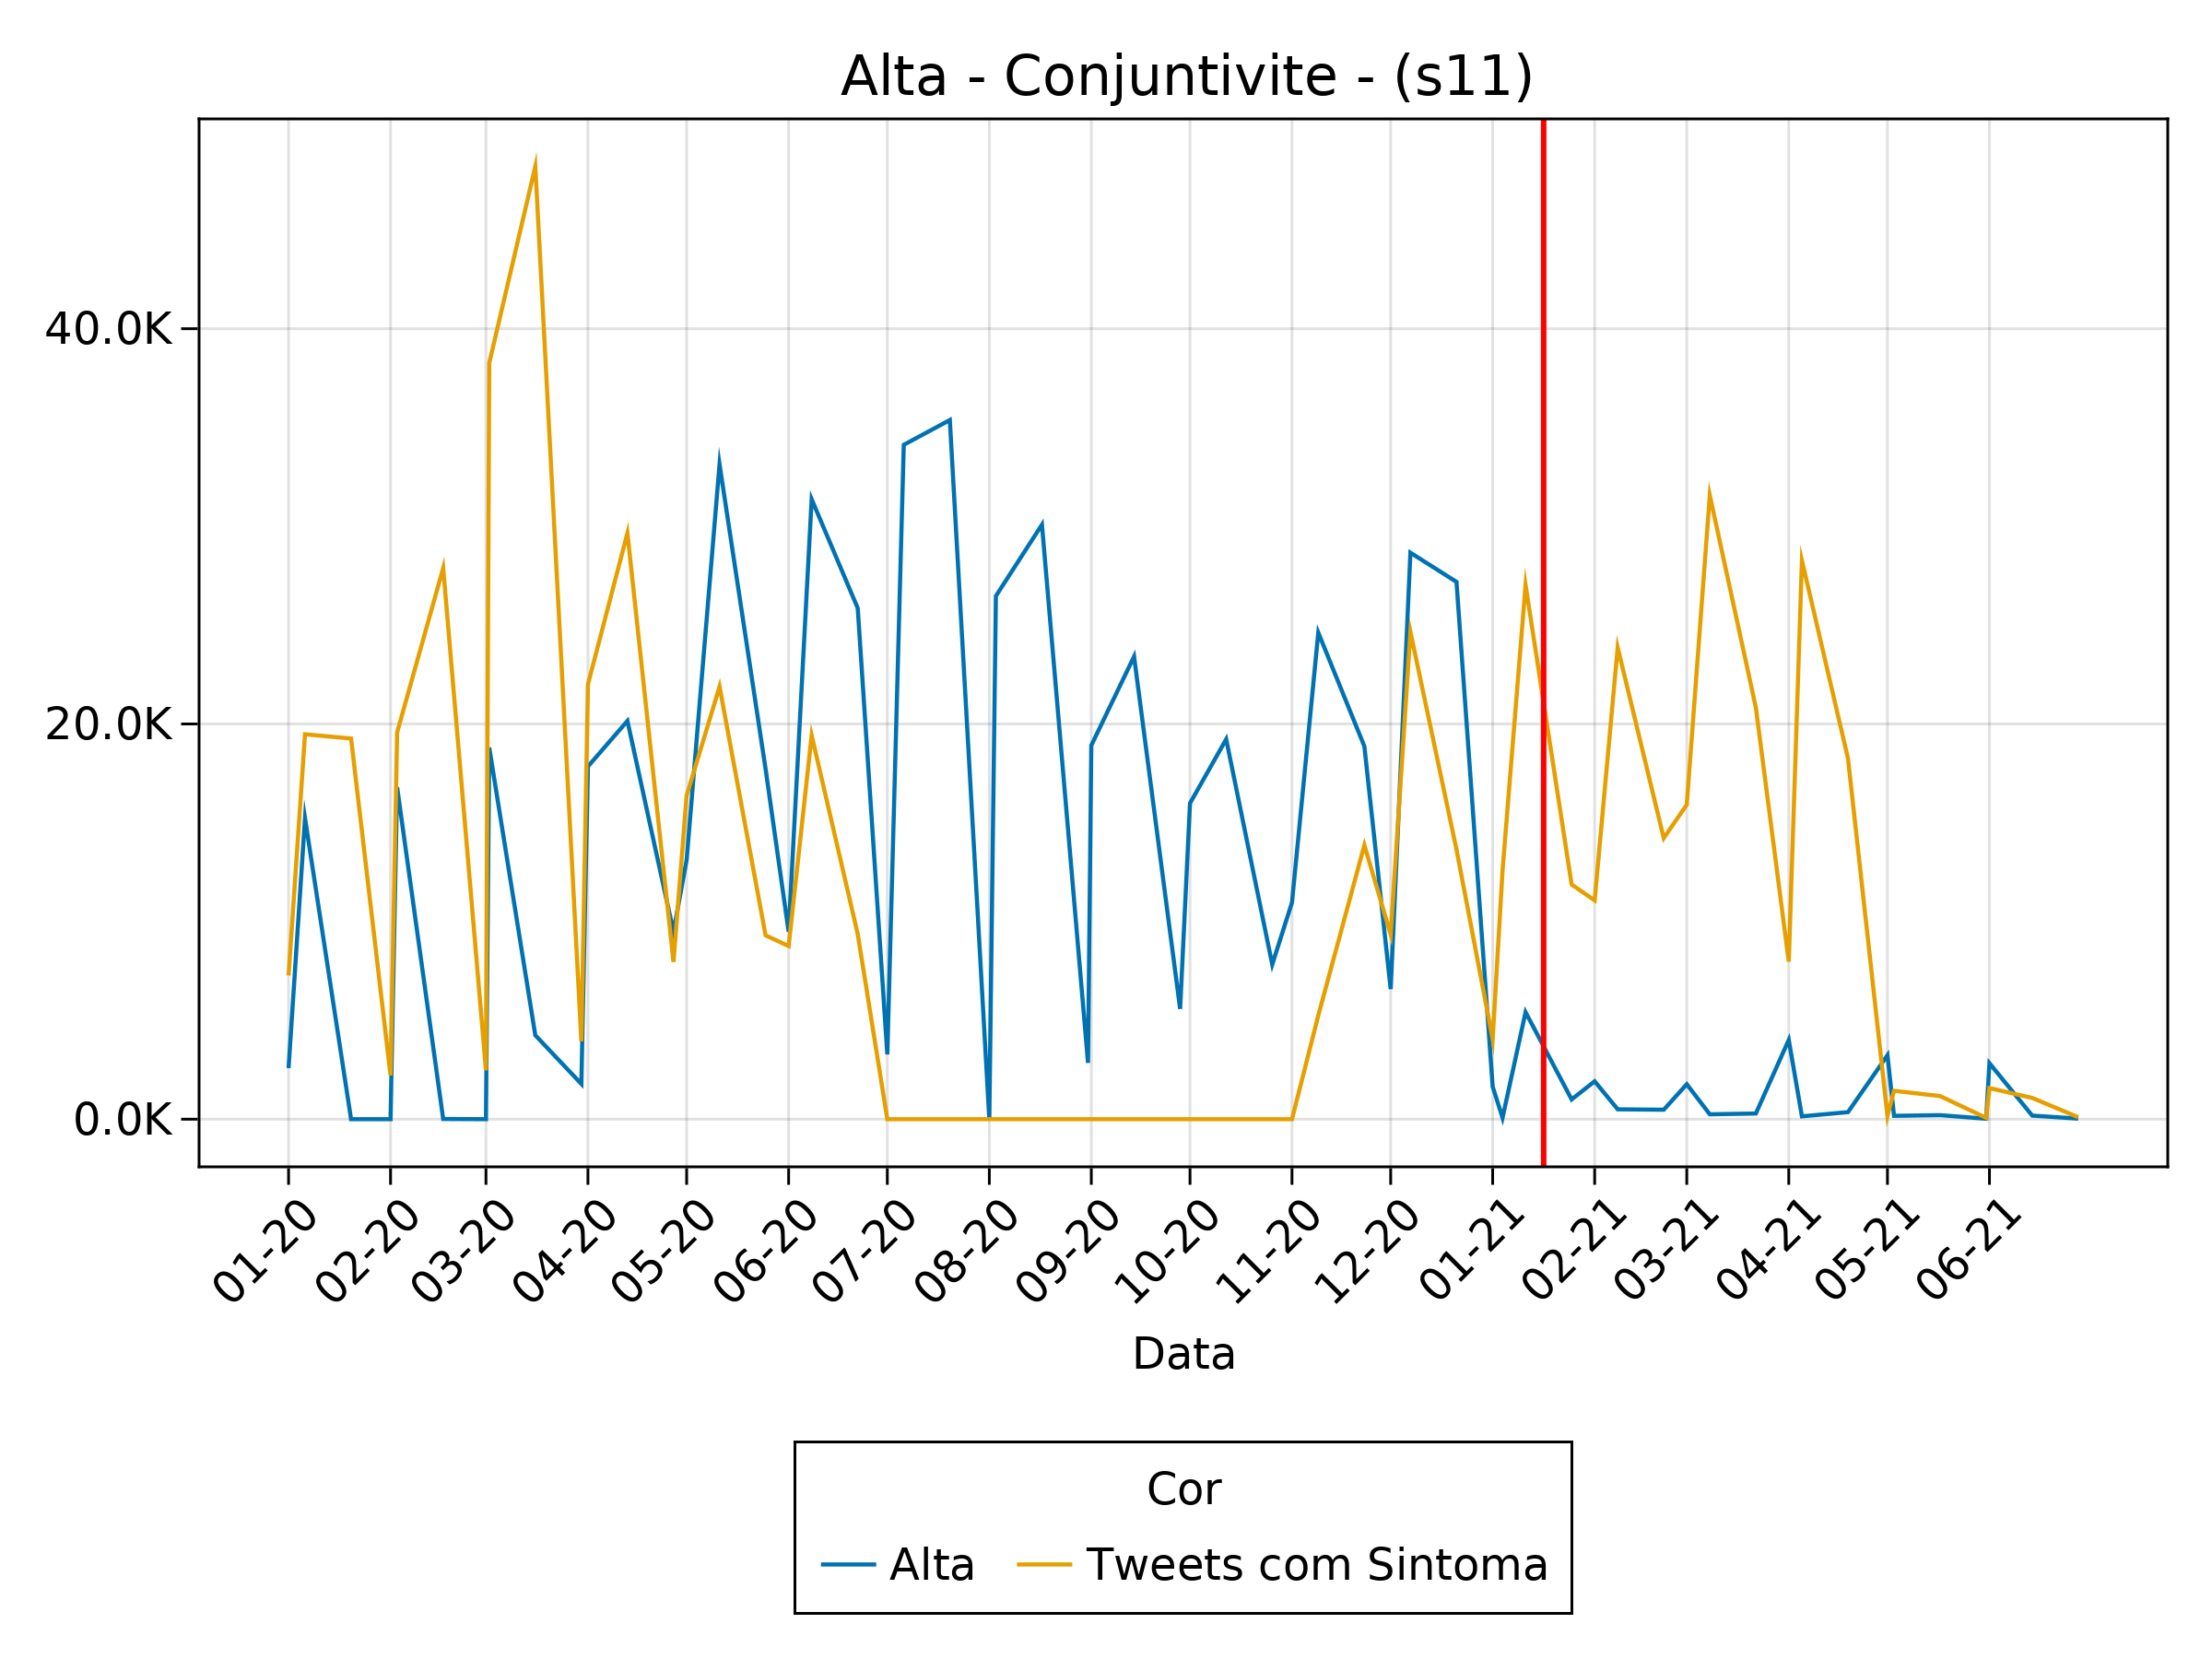 Alta - Conjuntivite - (s11)
40.0K
20.0K
0.0K
01-20 02-20 03-20 04-20 05-20 06-20 07-20 08-20 09-20 10-20 11-20 12-20 01-21 02-21 03-21 04-21 05-21 06-21
Data
Cor
Alta Tweets com Sintoma